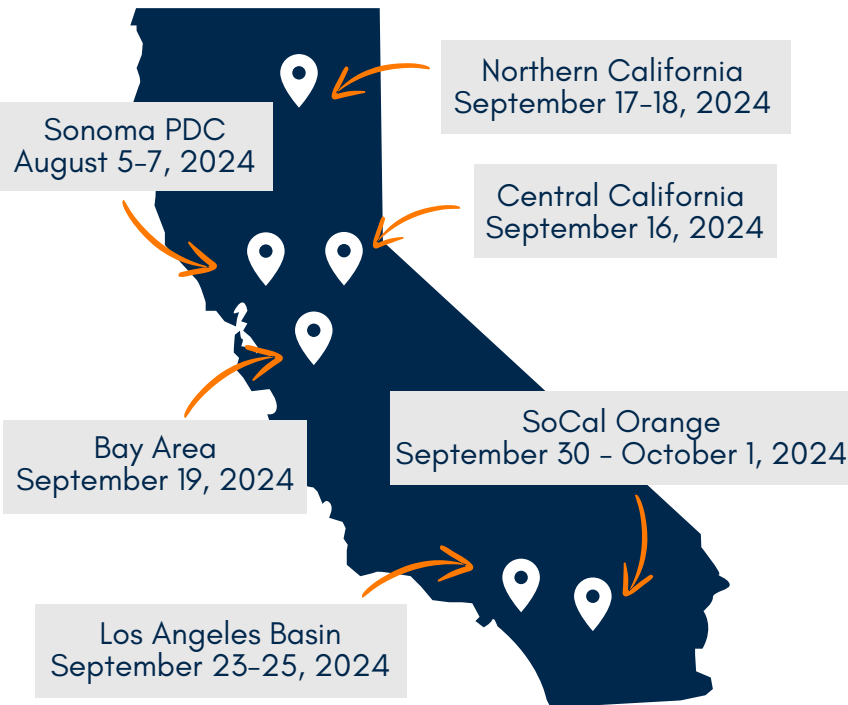 Northern California
September 17-18, 2024
Sonoma PDC
August 5-7, 2024
Central California
September 16, 2024
SoCal Orange
September 30 - October 1, 2024
Bay Area
September 19, 2024
Los Angeles Basin
September 23-25, 2024